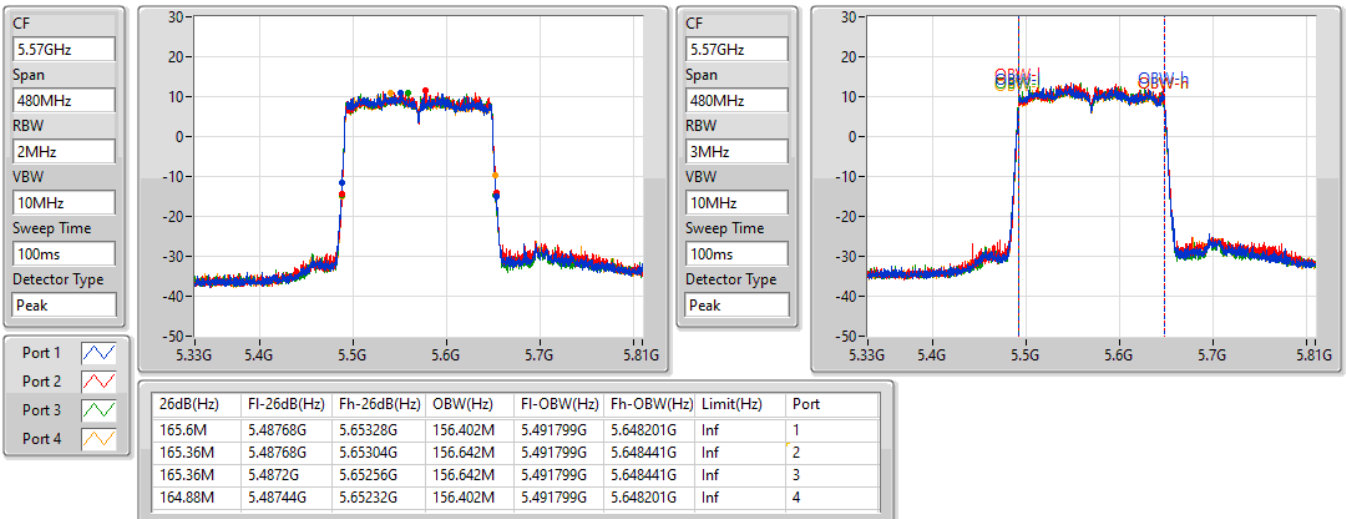 CF
5.57GHz
Span
480MHz
RBW
2MHz
VBW
10MHz
Sweep Time
100ms
Detector Type
Peak
30
20
10
0
-10
-20
-30
-40
-50
5.33G 5.4G 5.5G 5.6G 5.7G 5.81G
CF
5.57GHz
Span
480MHz
RBW
3MHz
VBW
10MHz
Sweep Time
100ms
Detector Type
Peak
30
20
10
0
-10
-20
-30
-40
-50
OBW-l OBW-h
5.33G 5.4G 5.5G 5.6G 5.7G 5.81G
Port 1
Port 2
Port 3
Port 4
26dB(Hz) Fl-26dB(Hz) Fh-26dB(Hz) OBW(Hz) Fl-OBW(Hz) Fh-OBW(Hz) Limit(Hz) Port
165.6M 5.48768G 5.65328G 156.402M 5.491799G 5.648201G Inf 1
165.36M 5.48768G 5.65304G 156.642M 5.491799G 5.648441G Inf 2
165.36M 5.4872G 5.65256G 156.642M 5.491799G 5.648441G Inf 3
164.88M 5.48744G 5.65232G 156.402M 5.491799G 5.648201G Inf 4